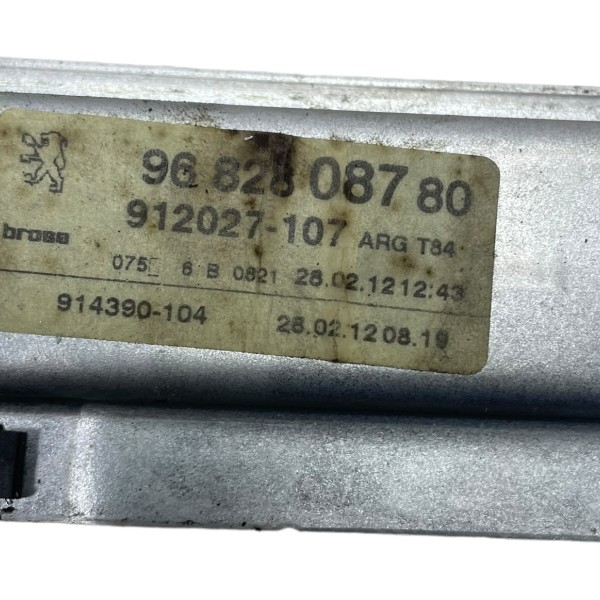 96 828 087 80
brose
912027-107 ARG T84
075 6 B 0821 28.02.12 12:43
914390-104 28.02.12 08.19